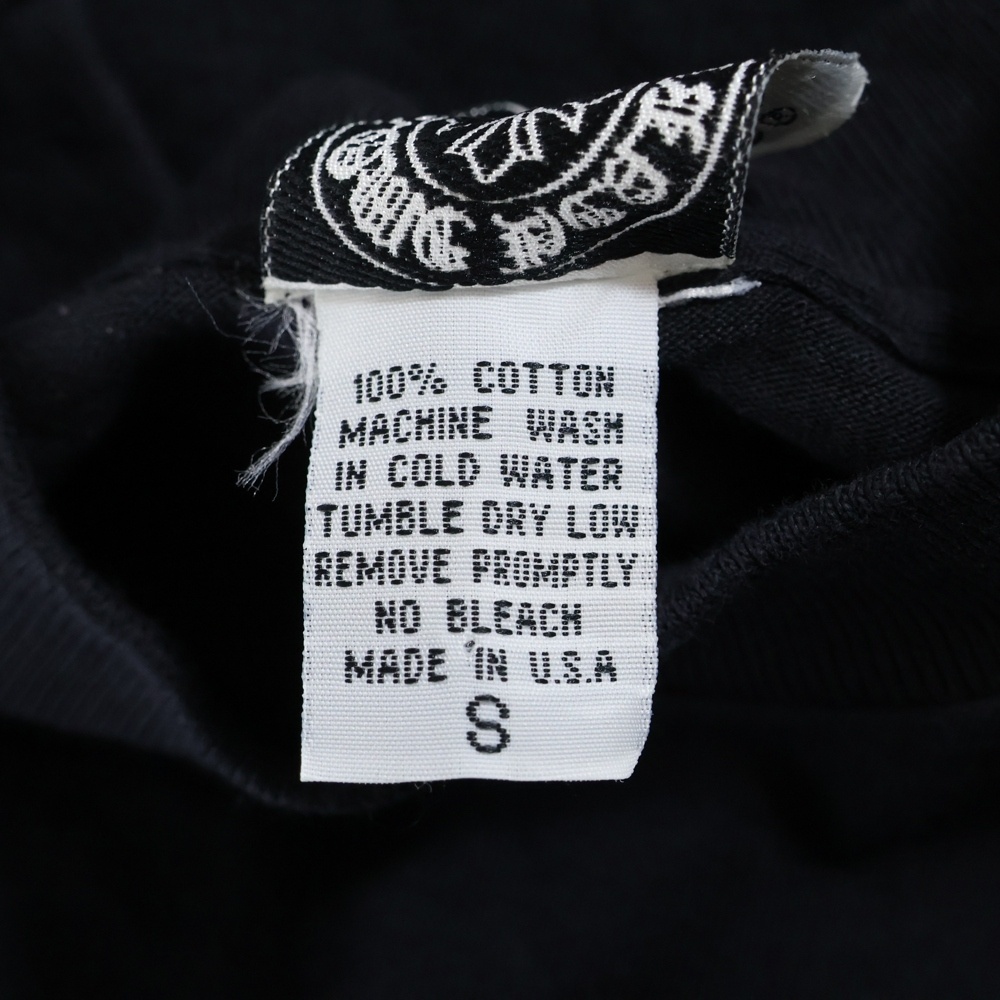 100% COTTON
MACHINE WASH
IN COLD WATER
TUMBLE DRY LOW
REMOVE PROMPTLY
NO BLEACH
MADE IN U.S.A
S